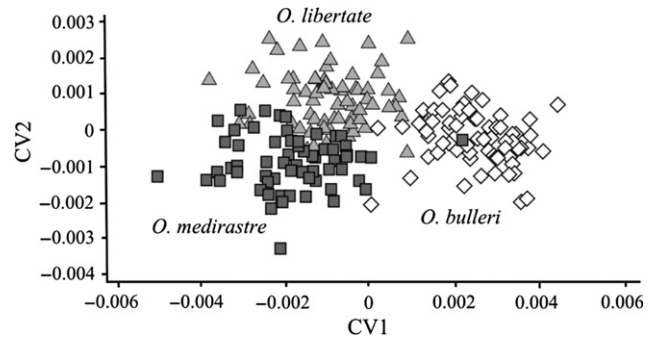 O. libertate
0.003
0.002
0.001
0
−0.001
−0.002
−0.003
−0.004
CV2
O. medirastre
O. bulleri
−0.006 −0.004 −0.002 0 0.002 0.004 0.006
CV1